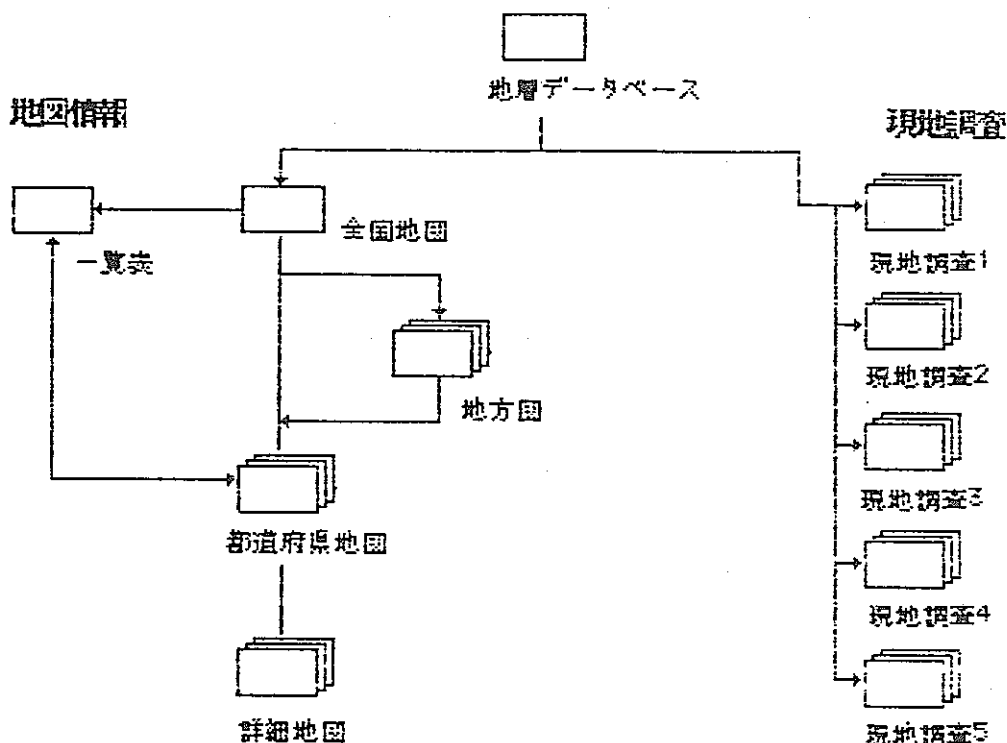 地層データベース
地図情報
現地調査
全国地図
一覧表
現地調査1
現地調査2
地方図
現地調査3
都道府県地図
現地調査4
詳細地図
現地調査5